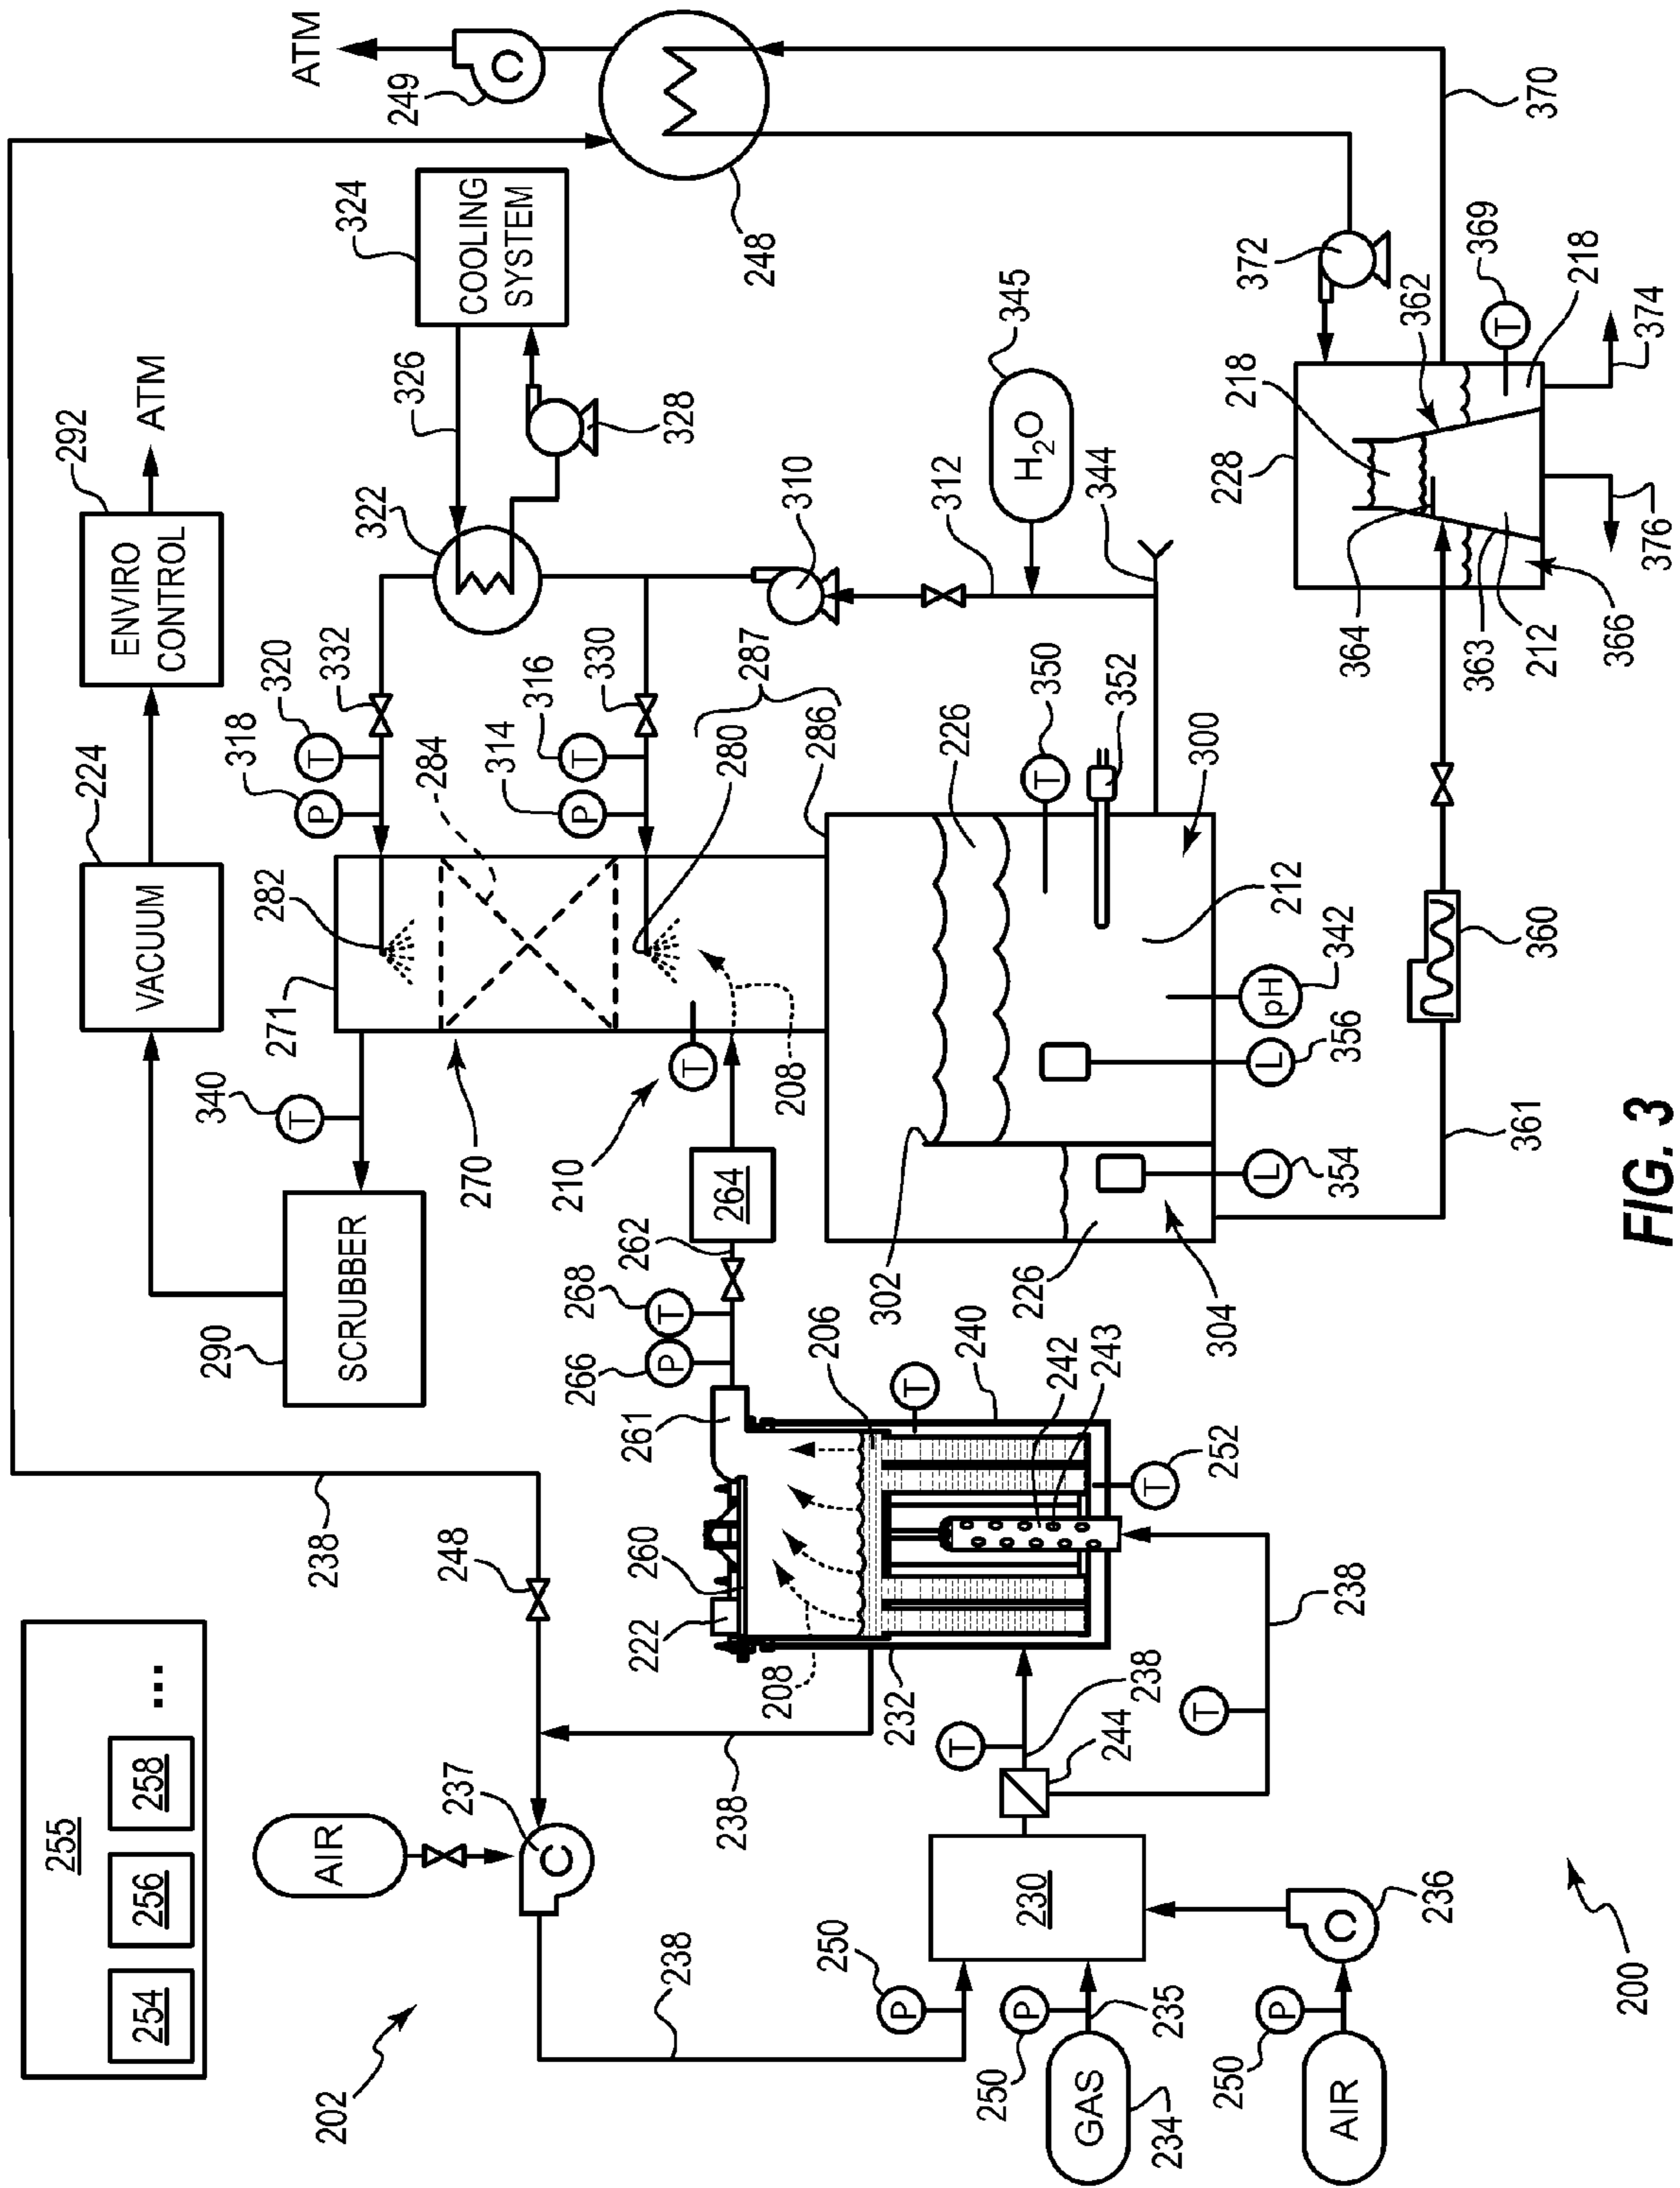 255
254
256
258
...
202
238
248
238
238
AIR
237
250
P
250
P
235
GAS
234
250
P
AIR
236
C
C
230
244
T
238
T
238
200
222
260
208
232
261
206
T
240
242
243
T
252
266
P
268
T
262
264
290
SCRUBBER
340
T
270
210
T
208
271
282
284
280
VACUUM
224
ENVIRO
CONTROL
292
ATM
318
P
320
T
332
314
P
316
T
330
287
286
322
326
328
324
COOLING
SYSTEM
310
312
H2O
345
344
302
226
304
226
L
354
L
356
pH
342
212
300
T
350
352
361
360
249
C
ATM
248
372
370
228
218
362
T
369
218
374
376
364
363
212
366
FIG. 3